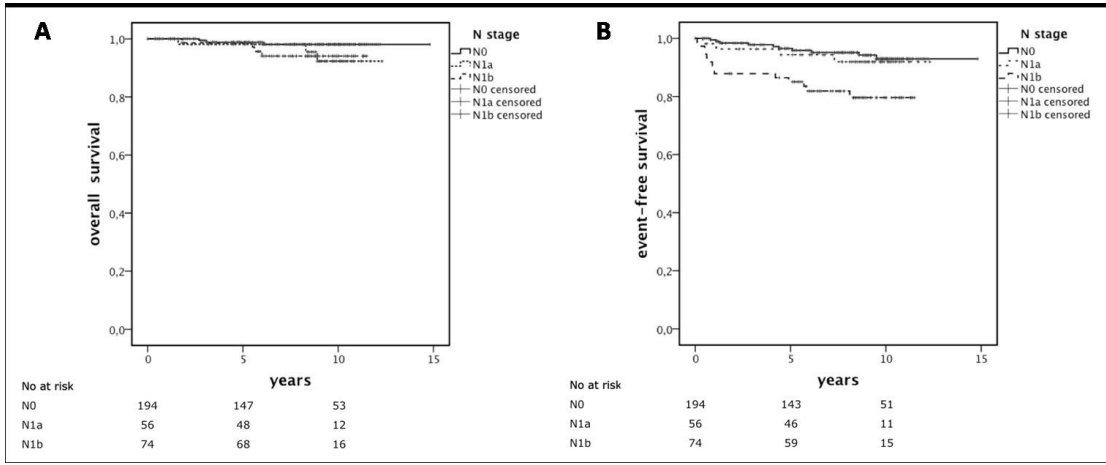 A
N stage
N0
N1a
N1b
N0 censored
N1a censored
N1b censored
overall survival
1,0
0,8
0,6
0,4
0,2
0,0
0 5 10 15
years
No at risk
N0 194 147 53
N1a 56 48 12
N1b 74 68 16
B
N stage
N0
N1a
N1b
N0 censored
N1a censored
N1b censored
event-free survival
1,0
0,8
0,6
0,4
0,2
0,0
0 5 10 15
years
No at risk
N0 194 143 51
N1a 56 46 11
N1b 74 59 15